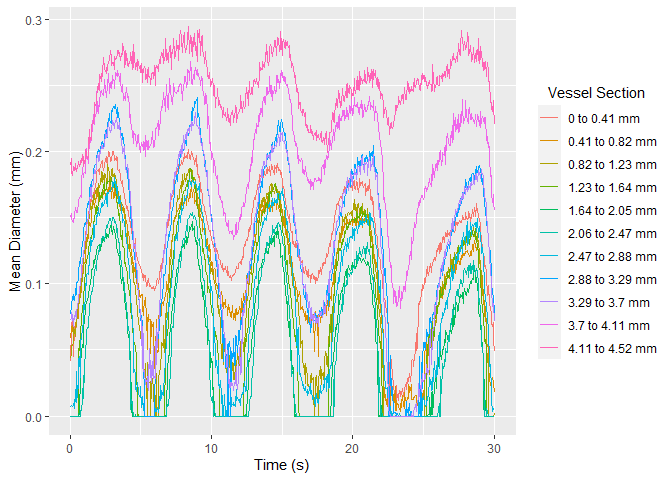 0.3
0.2
0.1
0.0
Mean Diameter (mm)
0
10
20
30
Time (s)
Vessel Section
0 to 0.41 mm
0.41 to 0.82 mm
0.82 to 1.23 mm
1.23 to 1.64 mm
1.64 to 2.05 mm
2.06 to 2.47 mm
2.47 to 2.88 mm
2.88 to 3.29 mm
3.29 to 3.7 mm
3.7 to 4.11 mm
4.11 to 4.52 mm